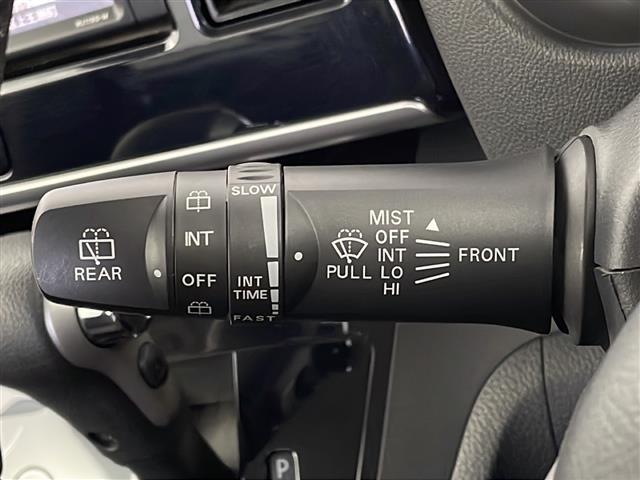 REAR
INT
OFF
SLOW
INT
TIME
FAST
PULL
MIST
OFF
INT
LO
HI
FRONT
P